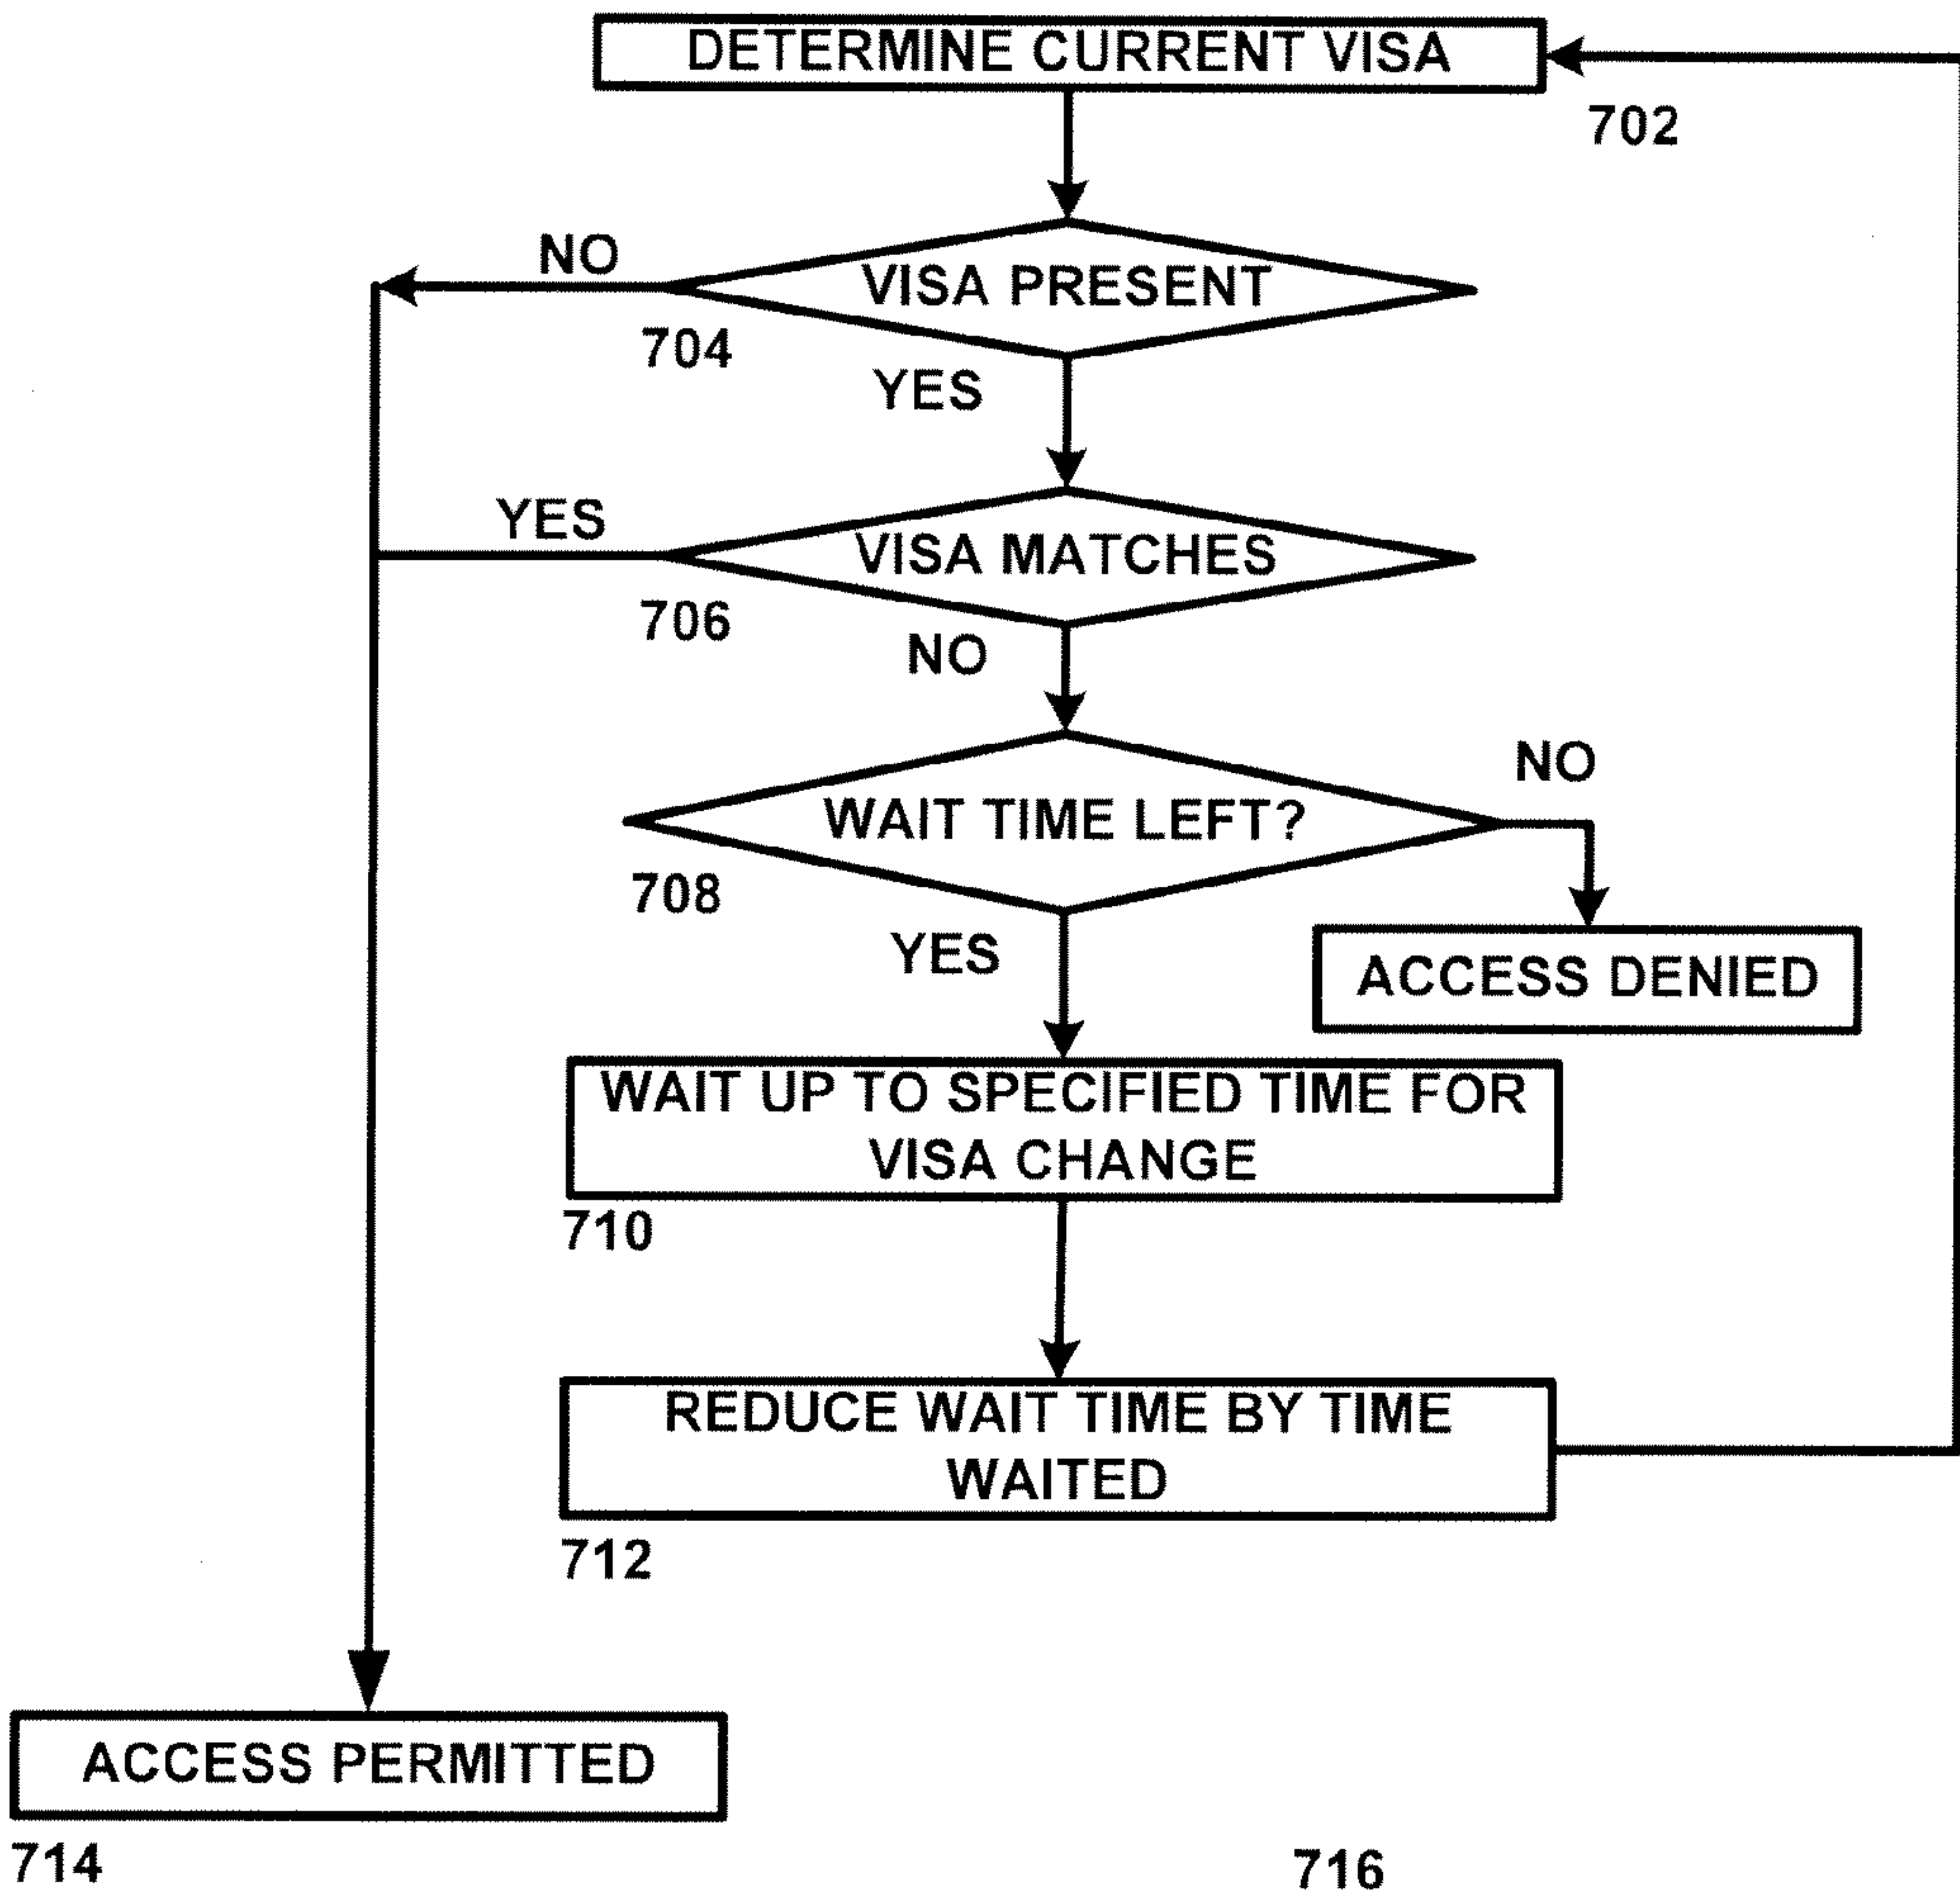 DETERMINE CURRENT VISA
702
NO
VISA PRESENT
704
YES
YES
VISA MATCHES
706
NO
NO
WAIT TIME LEFT?
708
YES
ACCESS DENIED
WAIT UP TO SPECIFIED TIME FOR
VISA CHANGE
710
REDUCE WAIT TIME BY TIME
WAITED
712
ACCESS PERMITTED
714
716